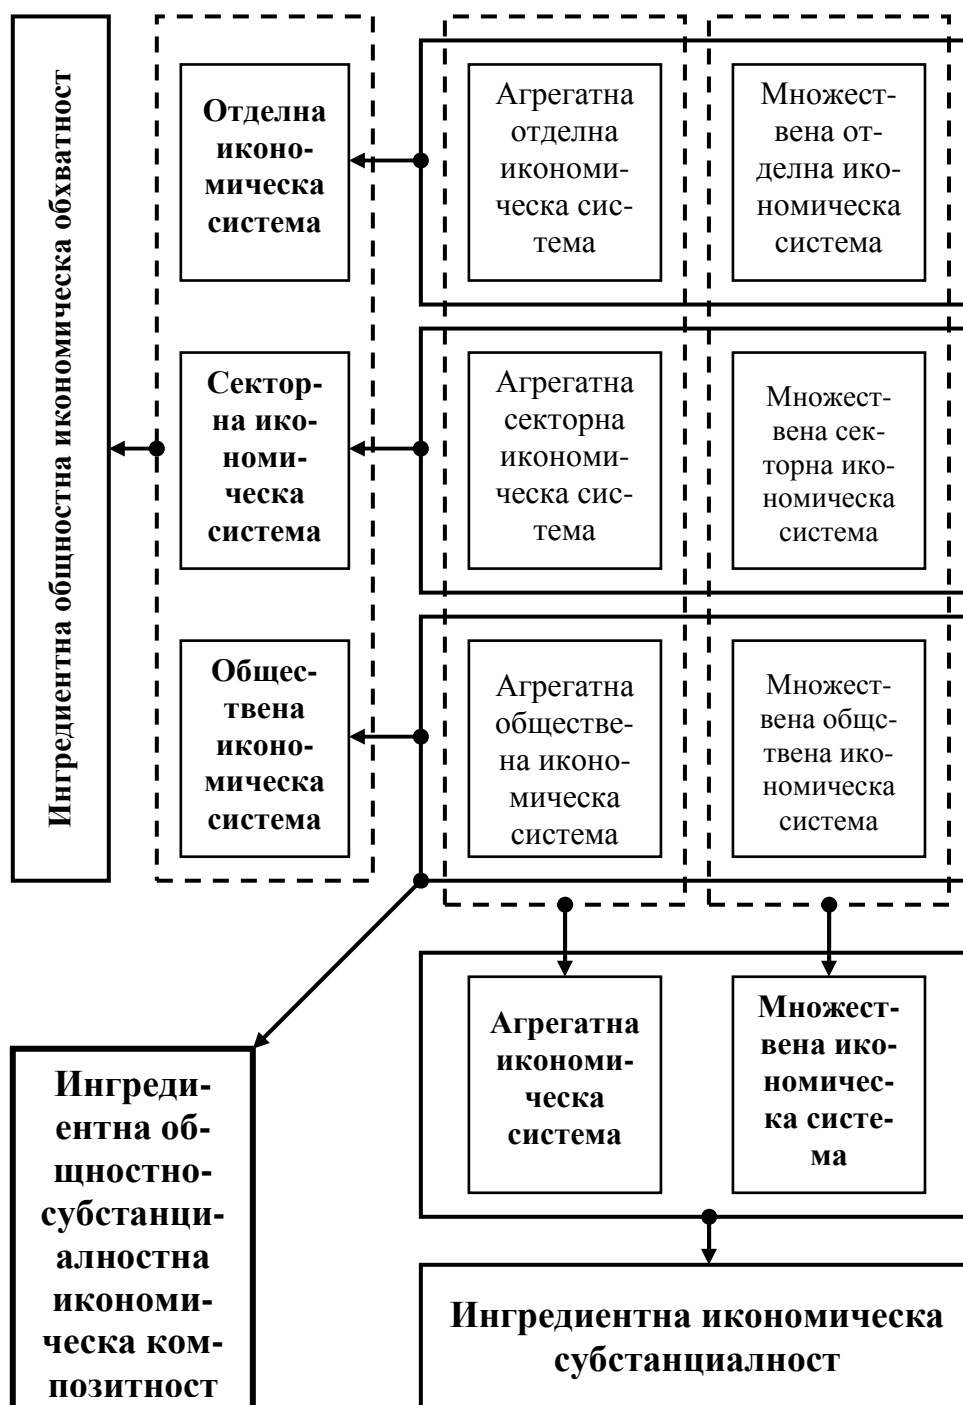 Ингредиентна общностна икономическа обхватност
Отделна
иконо-
мическа
система
Агрегатна
отделна
икономи-
ческа сис-
тема
Множест-
вена от-
делна ико-
номическа
система
Сектор-
на ико-
номи-
ческа
система
Агрегатна
секторна
икономи-
ческа сис-
тема
Множест-
вена сек-
торна ико-
номическа
система
Общес-
твена
иконо-
мическа
система
Агрегатна
обществе-
на иконо-
мическа
система
Множест-
вена общс-
твена ико-
номическа
система
Агрегатна
икономи-
ческа
система
Множест-
вена ико-
номичес-
ка систе-
ма
Ингреди-
ентна об-
щностно-
субстанци-
алностна
икономи-
ческа ком-
позитност
Ингредиентна икономическа
субстанциалност